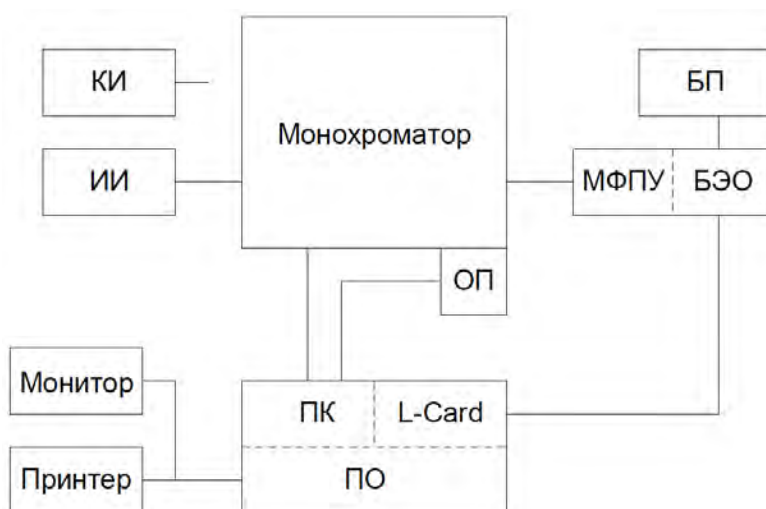 КИ
БП
Монохроматор
ИИ
МФПУ
БЭО
ОП
Монитор
ПК
L-Card
Принтер
ПО